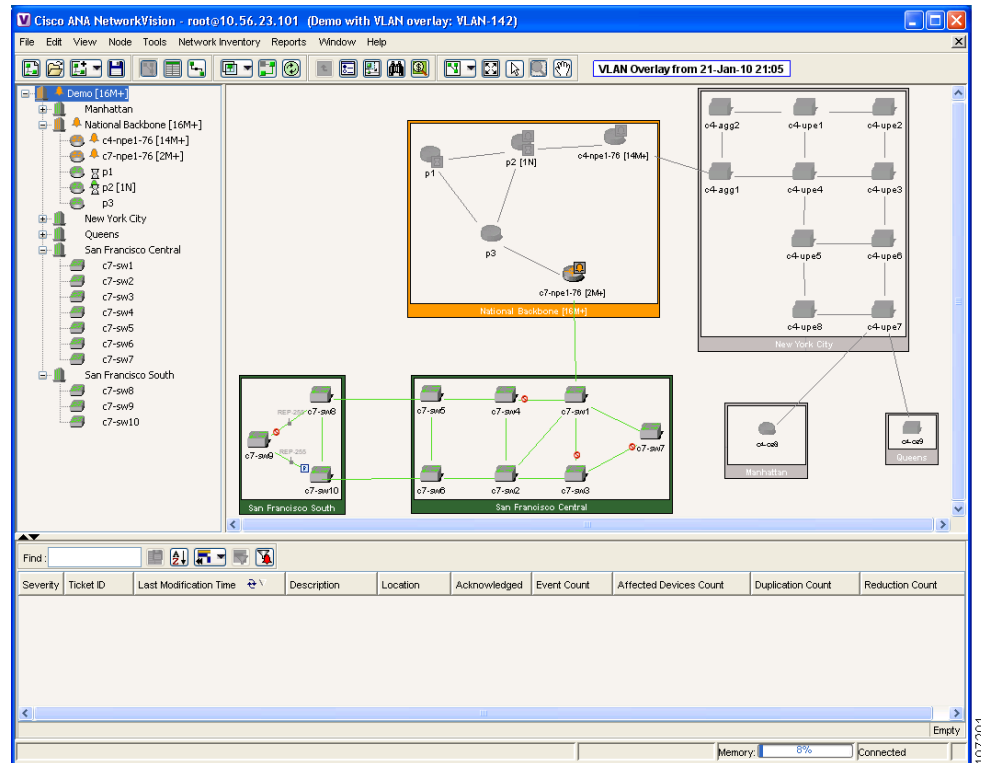 Cisco ANA NetworkVision - root@10.56.23.101 (Demo with VLAN overlay: VLAN-142)
File Edit View Node Tools Network Inventory Reports Window Help
VLAN Overlay from 21-Jan-10 21:05
Demo [16M+]
Manhattan
National Backbone [16M+]
c4-npe1-76 [14M+]
c7-npe1-76 [2M+]
p1
p2 [1N]
p3
New York City
Queens
San Francisco Central
c7-sw1
c7-sw2
c7-sw3
c7-sw4
c7-sw5
c7-sw6
c7-sw7
San Francisco South
c7-sw8
c7-sw9
c7-sw10
p1
p2 [1N]
c4-npe1-76 [14M+]
p3
c7-npe1-76 [2M+]
National Backbone [16M+]
c4-agg2
c4-upe1
c4-upe2
c4-agg1
c4-upe4
c4-upe3
c4-upe5
c4-upe6
c4-upe8
c4-upe7
New York City
REP-255
c7-sw8
c7-sw9
REP-255
c7-sw10
San Francisco South
c7-sw5
c7-sw4
c7-sw1
c7-sw7
c7-sw6
c7-sw2
c7-sw3
San Francisco Central
c4-ce8
Manhattan
c4-ce9
Queens
Find :
Severity Ticket ID Last Modification Time Description Location Acknowledged Event Count Affected Devices Count Duplication Count Reduction Count
Empty
Memory: 8% Connected